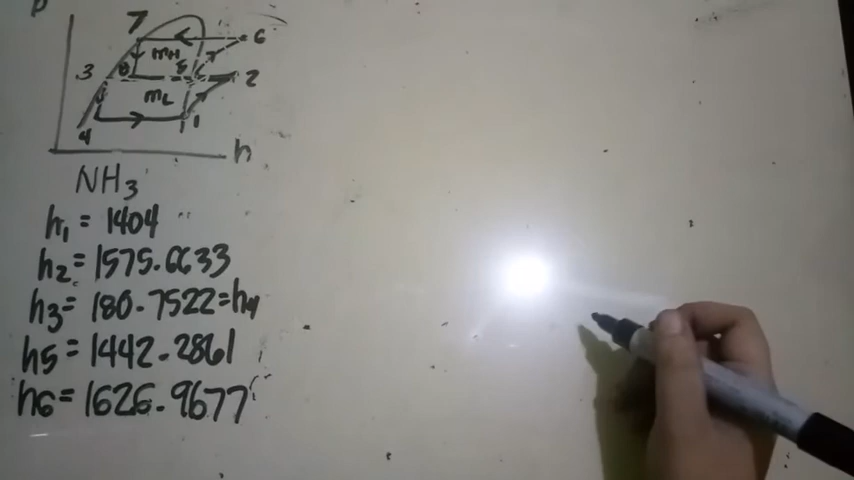 P
7
6
mH
3 8 5 2
mL
4 1
h
NH3
h1 = 1404
h2 = 1575.6633
h3 = 180.7522 = h4
h5 = 1442.2861
h6 = 1626.9677